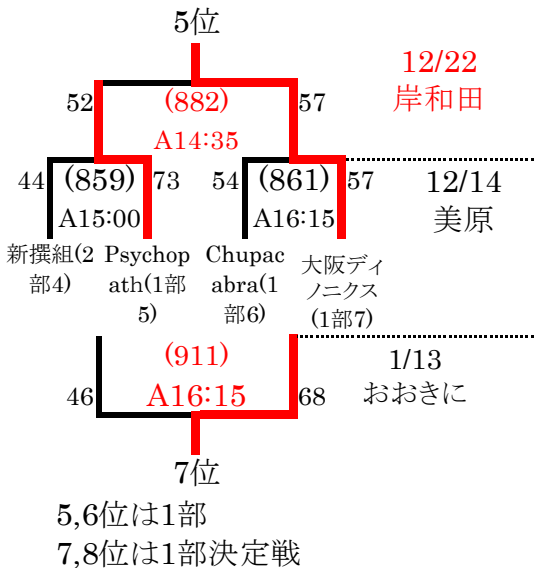 5位
12/22
岸和田
52
(882)
57
A14:35
44
(859)
73
54
(861)
57
12/14
美原
A15:00
A16:15
新撰組(2
部4)
Psychop
ath(1部
5)
Chupac
abra(1
部6)
大阪ディ
ノニクス
(1部7)
(911)
1/13
おおきに
46
A16:15
68
7位
5,6位は1部
7,8位は1部決定戦